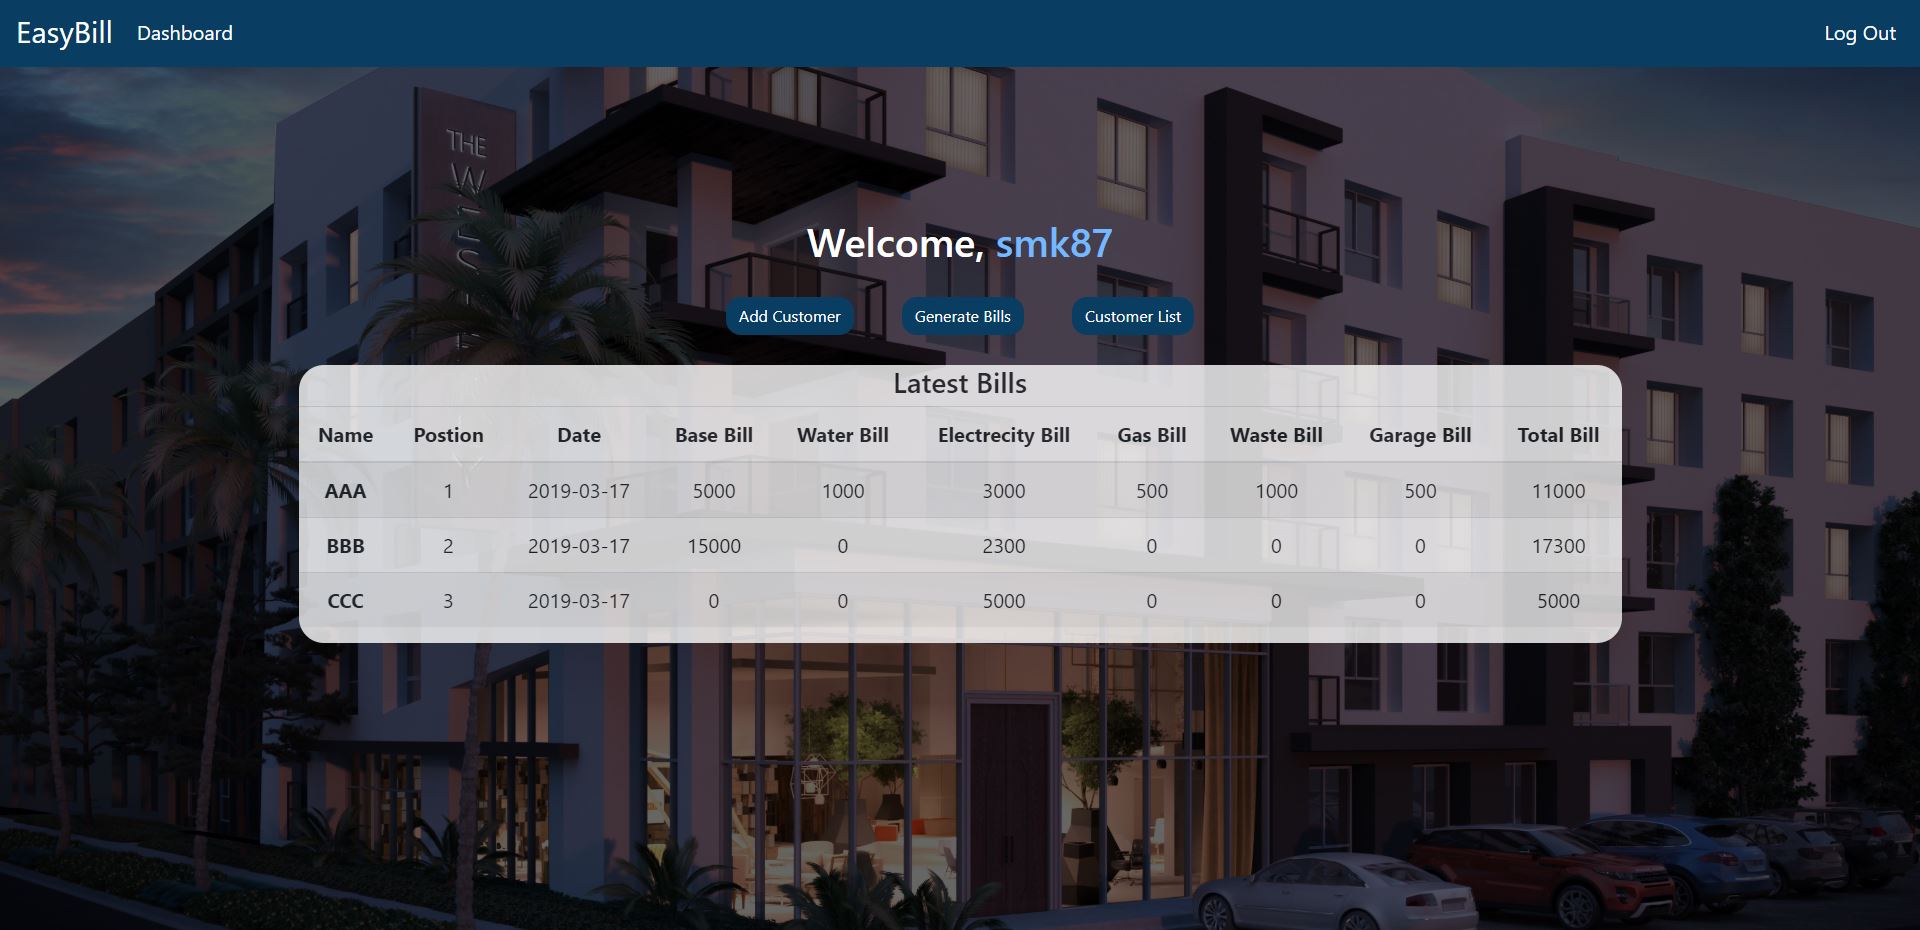 EasyBill Dashboard Log Out
THE
Welcome, smk87
Add Customer Generate Bills Customer List
Latest Bills
Name Postion Date Base Bill Water Bill Electrecity Bill Gas Bill Waste Bill Garage Bill Total Bill
AAA 1 2019-03-17 5000 1000 3000 500 1000 500 11000
BBB 2 2019-03-17 15000 0 2300 0 0 0 17300
CCC 3 2019-03-17 0 0 5000 0 0 0 5000